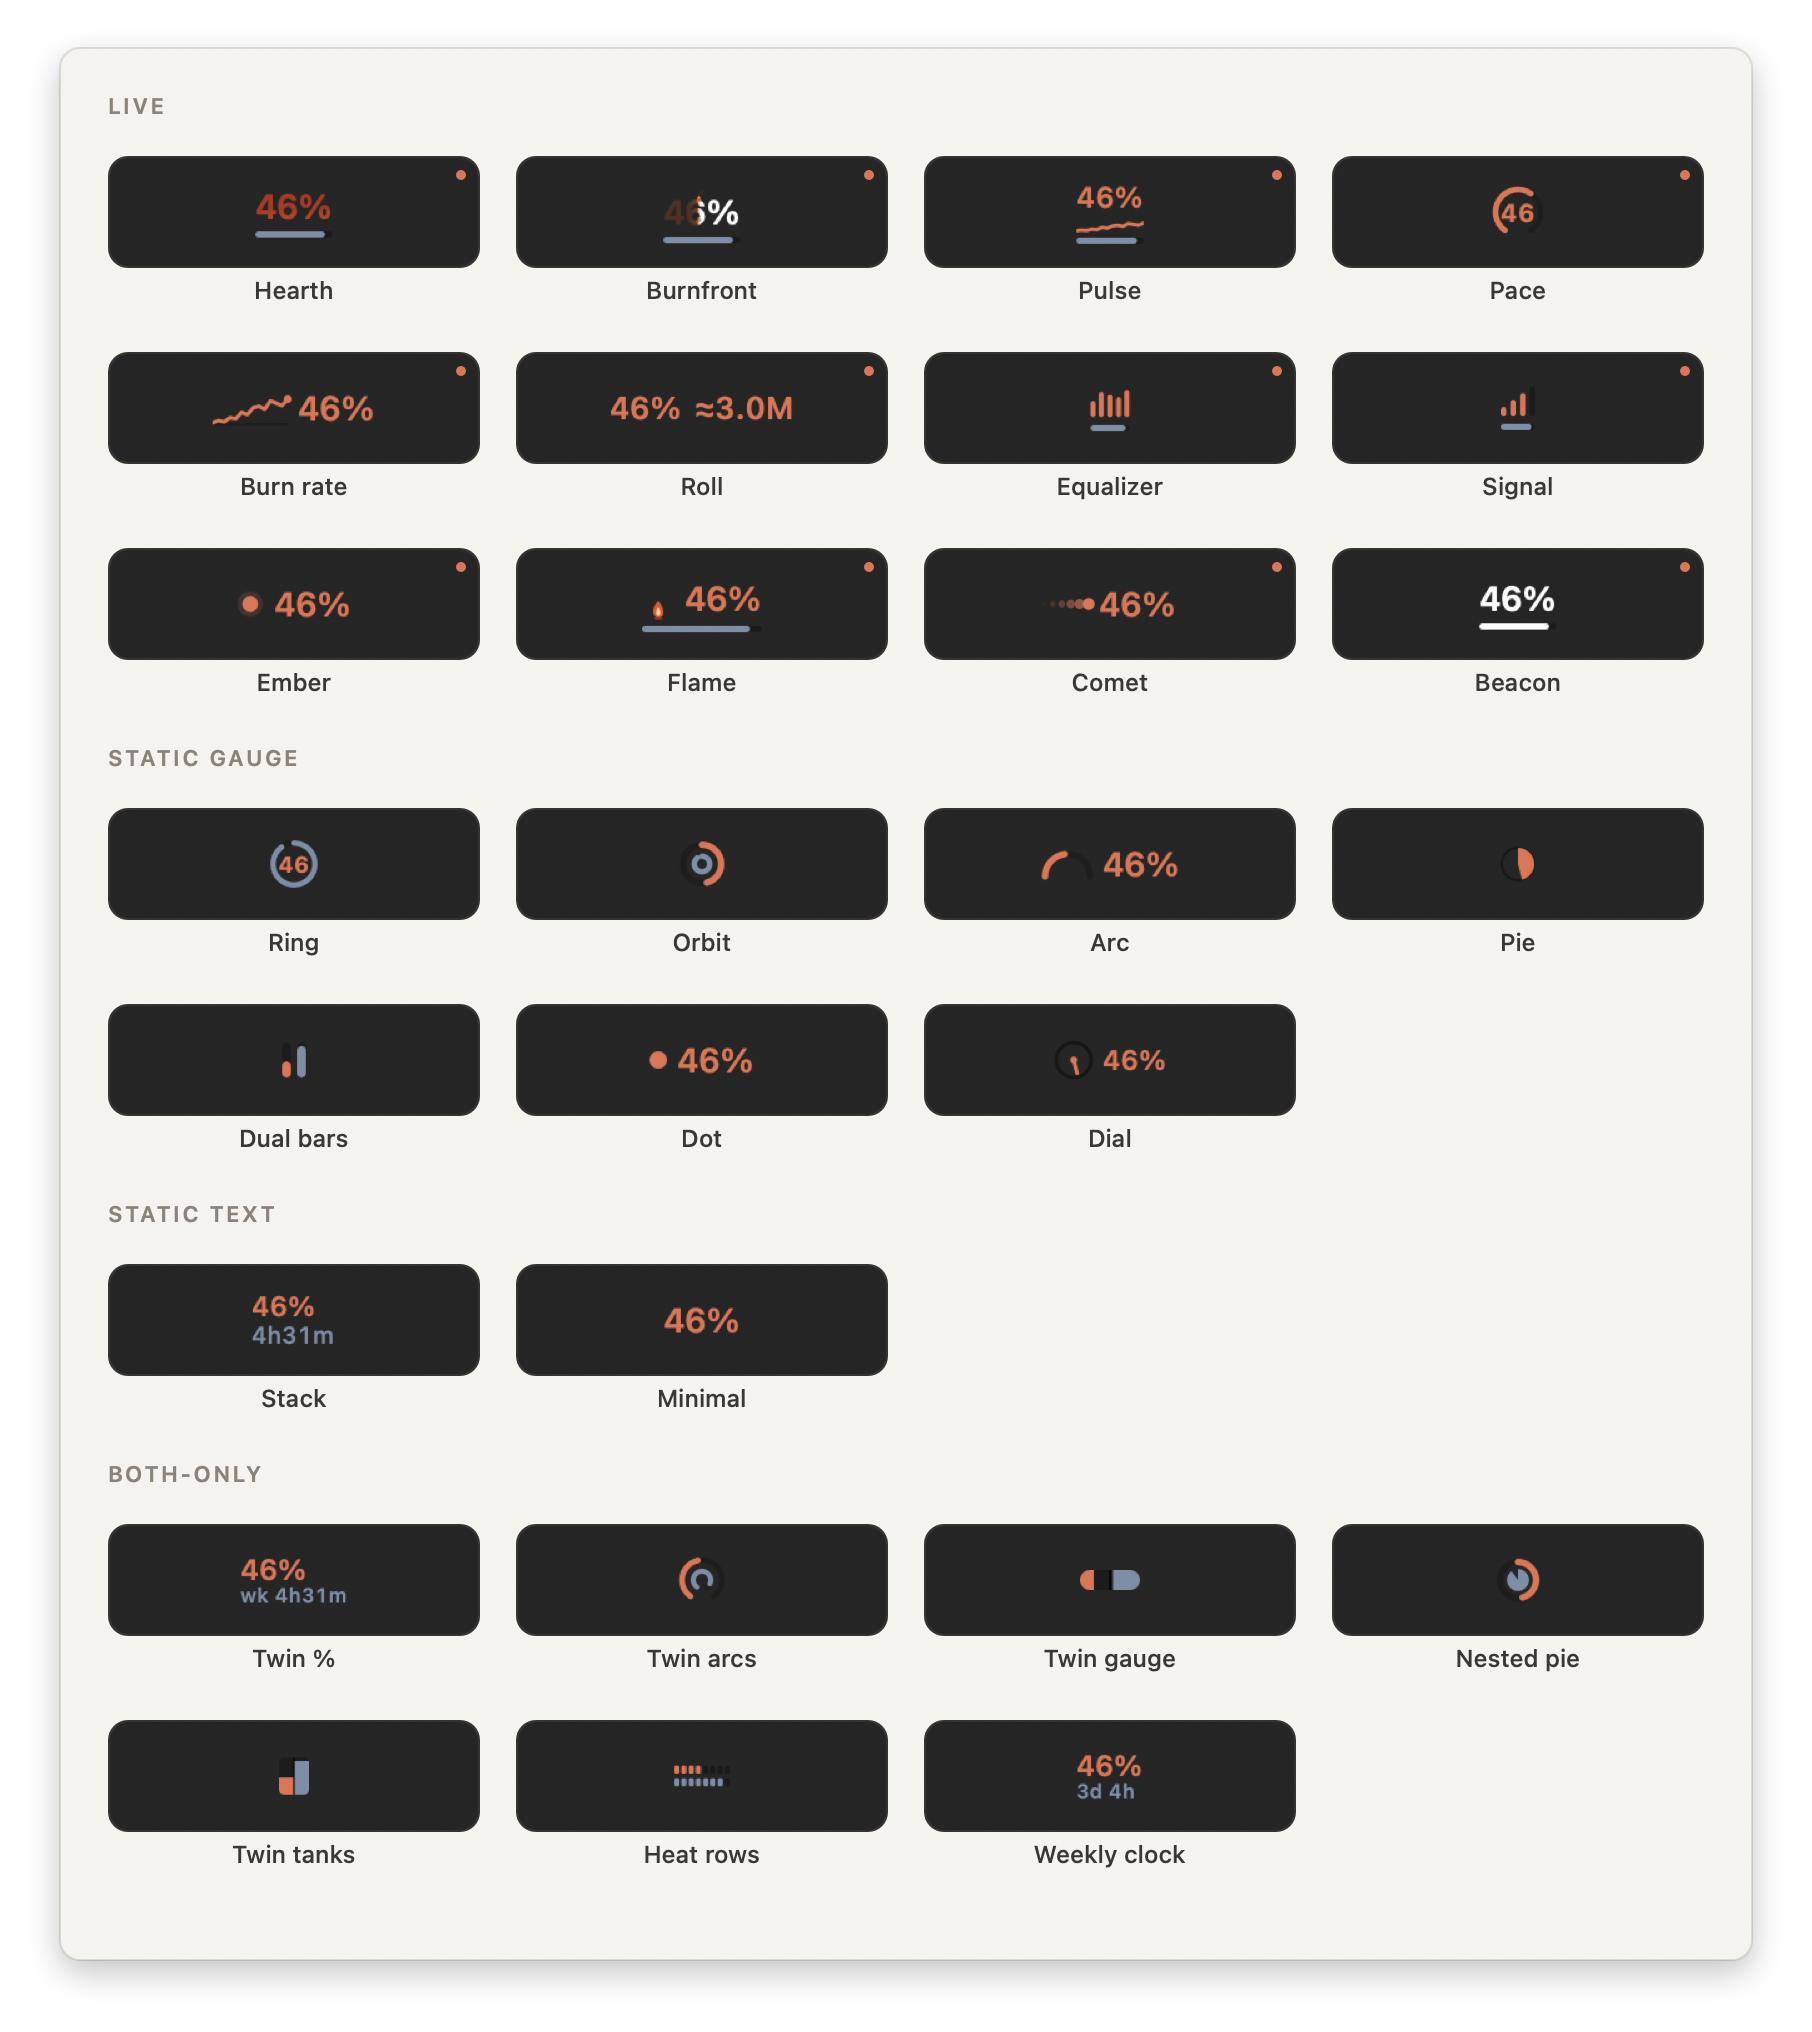 LIVE
46%
46%
46%
46
Hearth
Burnfront
Pulse
Pace
46%
46% ≈3.0M
Burn rate
Roll
Equalizer
Signal
46%
46%
46%
46%
Ember
Flame
Comet
Beacon
STATIC GAUGE
46
46%
Ring
Orbit
Arc
Pie
46%
46%
Dual bars
Dot
Dial
STATIC TEXT
46%
4h31m
46%
Stack
Minimal
BOTH-ONLY
46%
wk 4h31m
Twin %
Twin arcs
Twin gauge
Nested pie
46%
3d 4h
Twin tanks
Heat rows
Weekly clock